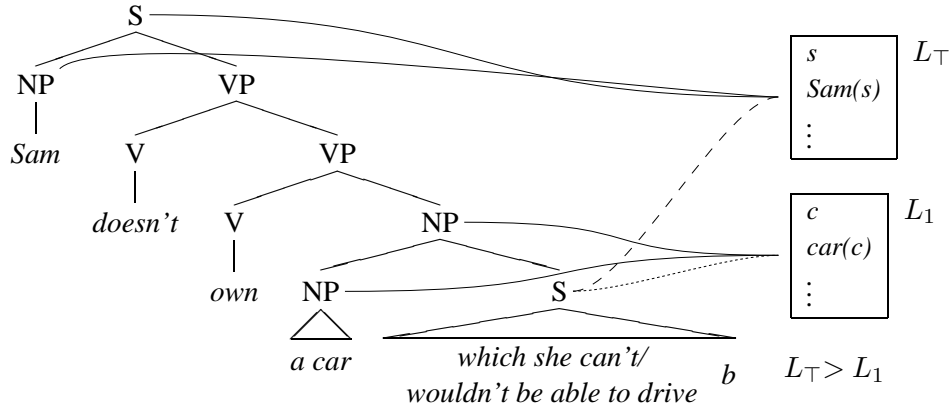 S
s
L⊤
NP
VP
Sam(s)
⋮
Sam
V
VP
c
L1
doesn't
V
NP
car(c)
own
NP
S
⋮
a car
which she can't/
wouldn't be able to drive
b
L⊤ > L1